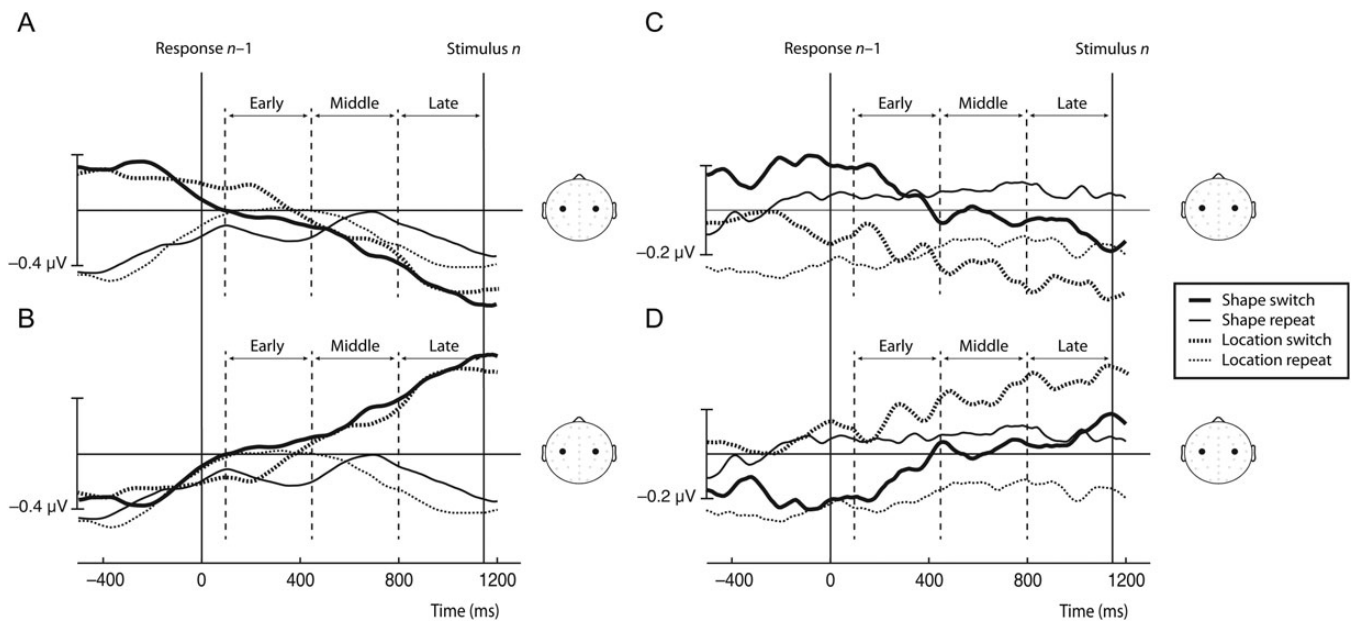 A
Response n–1
Stimulus n
Early
Middle
Late
–0.4 µV
B
Early
Middle
Late
–0.4 µV
–400
0
400
800
1200
Time (ms)
C
Response n–1
Stimulus n
Early
Middle
Late
–0.2 µV
D
Early
Middle
Late
–0.2 µV
–400
0
400
800
1200
Time (ms)
Shape switch
Shape repeat
Location switch
Location repeat